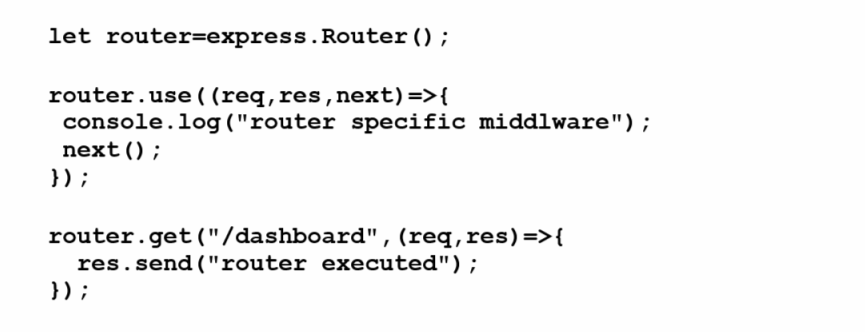 let router=express.Router();
router.use((req,res,next)=>{
console.log("router specific middlware");
next();
});
router.get("/dashboard",(req,res)=>{
res.send("router executed");
});